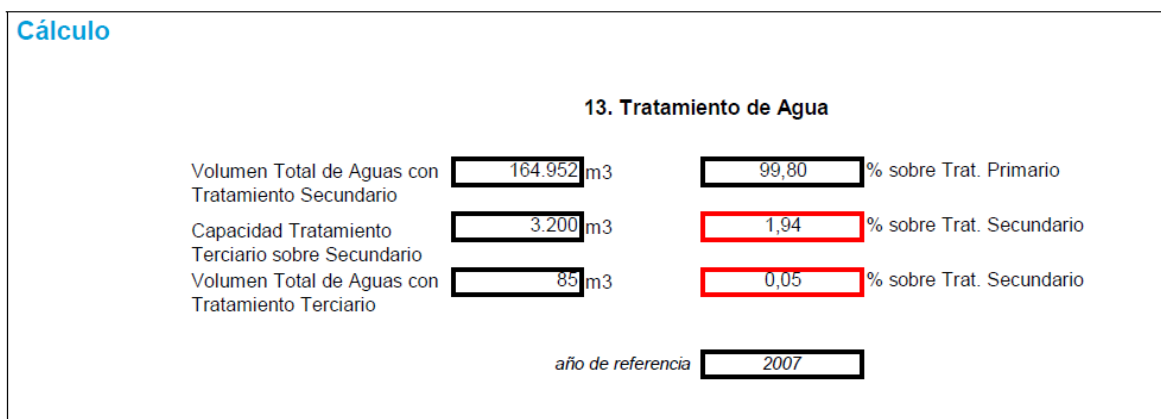 Cálculo
13. Tratamiento de Agua
Volumen Total de Aguas con 164.952 m3 99,80 % sobre Trat. Primario
Tratamiento Secundario
Capacidad Tratamiento 3.200 m3 1,94 % sobre Trat. Secundario
Terciario sobre Secundario
Volumen Total de Aguas con 85 m3 0,05 % sobre Trat. Secundario
Tratamiento Terciario
año de referencia 2007